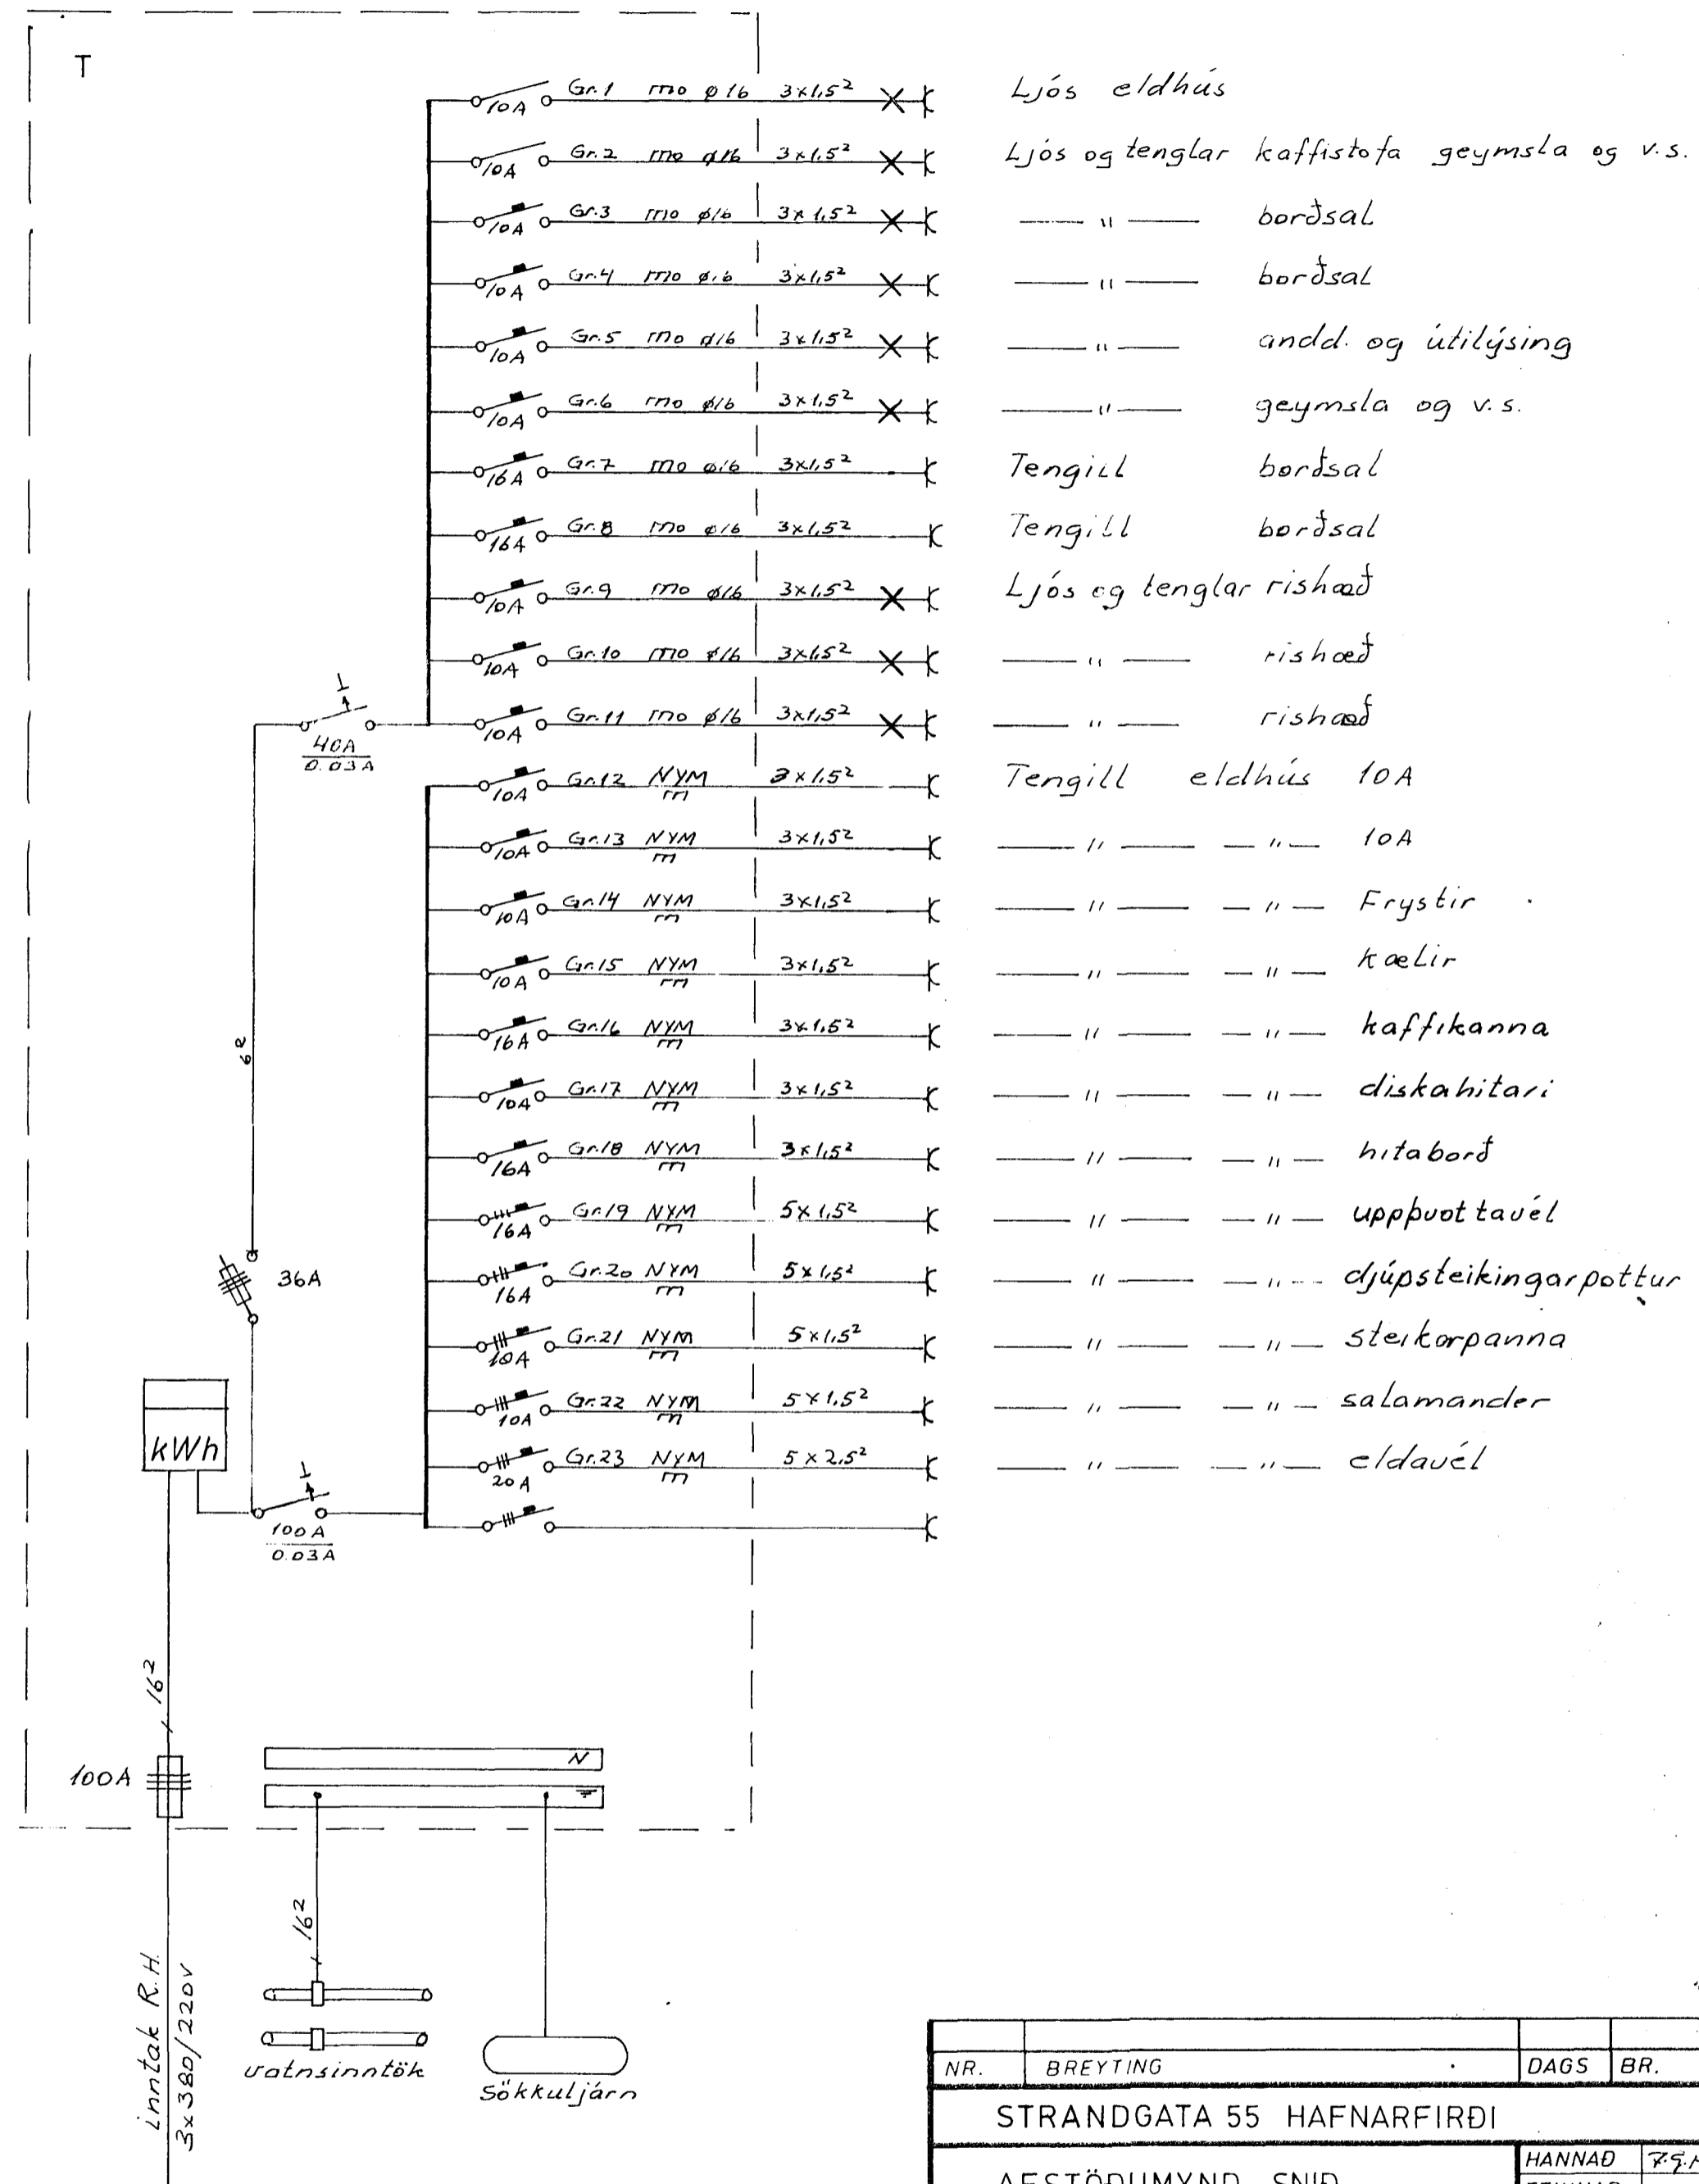 T
10A Gr.1 mo ø16 3x1,5² Ljós eldhús
10A Gr.2 mo ø16 3x1,5² Ljós og tenglar kaffistofa geymsla og v.s.
10A Gr.3 mo ø16 3x1,5² — " — borðsal
10A Gr.4 mo ø16 3x1,5² — " — borðsal
10A Gr.5 mo ø16 3x1,5² — " — andd. og útilýsing
10A Gr.6 mo ø16 3x1,5² — " — geymsla og v.s.
16A Gr.7 mo ø16 3x1,5² Tengill borðsal
16A Gr.8 mo ø16 3x1,5² Tengill borðsal
10A Gr.9 mo ø16 3x1,5² Ljós og tenglar rishæð
10A Gr.10 mo ø16 3x1,5² — " — rishæð
10A Gr.11 mo ø16 3x1,5² — " — rishæð
40A
0.03A
10A Gr.12 NYM m 3x1,5² Tengill eldhús 10A
10A Gr.13 NYM m 3x1,5² — " — — " — 10A
10A Gr.14 NYM m 3x1,5² — " — — " — Frystir
10A Gr.15 NYM m 3x1,5² — " — — " — kælir
16A Gr.16 NYM m 3x1,5² — " — — " — kaffikanna
10A Gr.17 NYM m 3x1,5² — " — — " — diskahitari
16A Gr.18 NYM m 3x1,5² — " — — " — hitaborð
16A Gr.19 NYM m 5x1,5² — " — — " — uppþvottavél
16A Gr.20 NYM m 5x1,5² — " — — " — djúpsteikingarpottur
10A Gr.21 NYM m 5x1,5² — " — — " — steikarpanna
10A Gr.22 NYM m 5x1,5² — " — — " — salamander
20A Gr.23 NYM m 5x2,5² — " — — " — eldavél
6²
36A
kWh
100A
0.03A
16²
100A
N
16²
inntak R.H.
3x380/220V
vatnsinntök
Sökkuljárn
NR. BREYTING DAGS BR.
STRANDGATA 55 HAFNARFIRÐI
HANNAÐ
AFSTÖÐUMYND SNIÐ